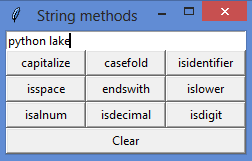 String methods
python lake
capitalize casefold isidentifier
isspace endswith islower
isalnum isdecimal isdigit
Clear